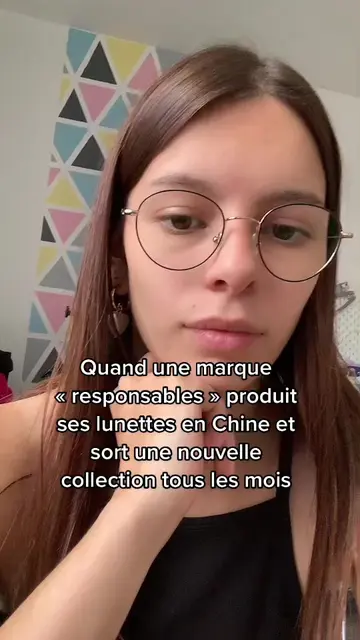 Quand une marque
« responsables » produit
ses lunettes en Chine et
sort une nouvelle
collection tous les mois